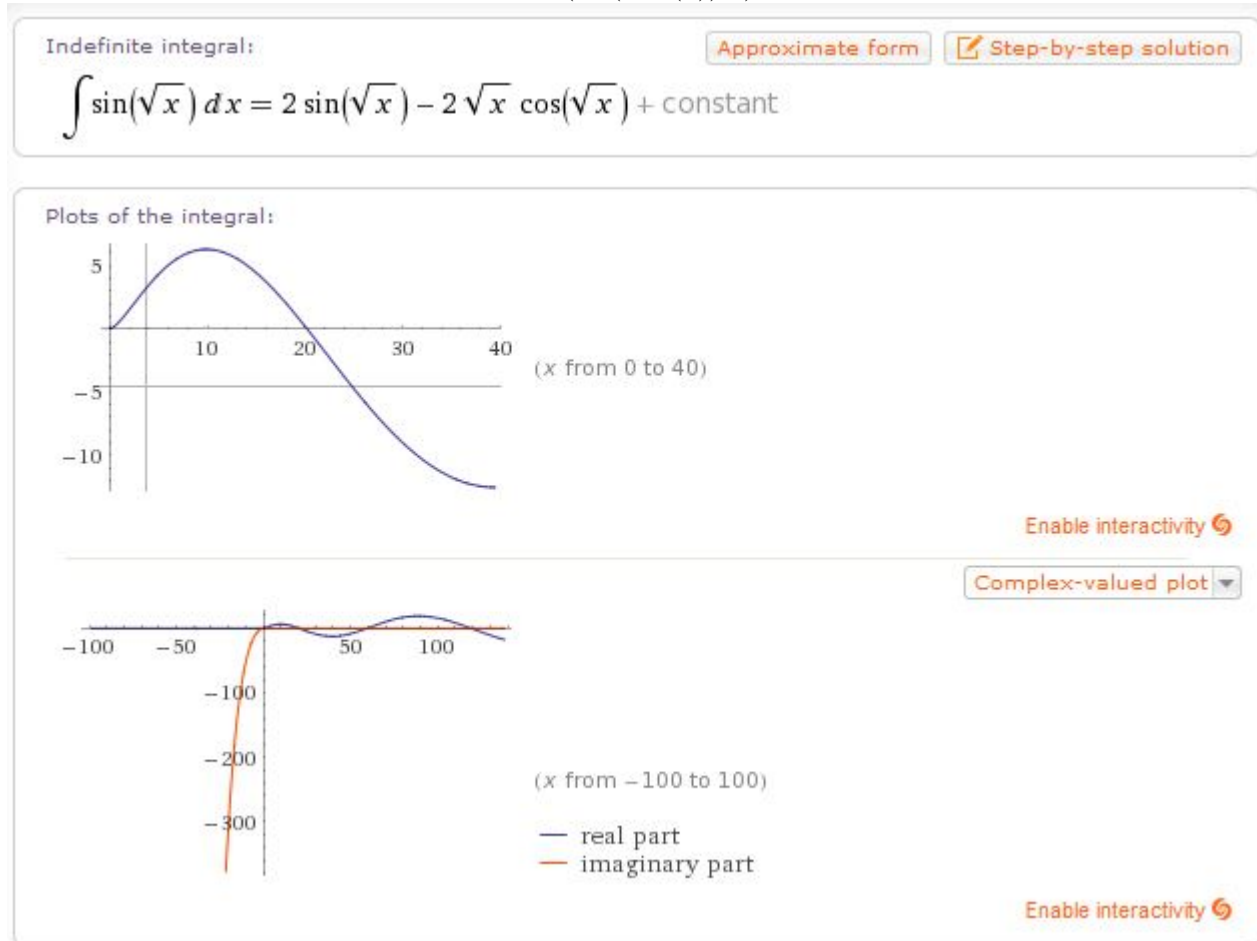 Indefinite integral:
Approximate form
Step-by-step solution
∫ sin(√x) dx = 2 sin(√x) − 2 √x cos(√x) + constant
Plots of the integral:
5
10 20 30 40
(x from 0 to 40)
−5
−10
Enable interactivity
Complex-valued plot
−100 −50 50 100
−100
−200
(x from −100 to 100)
−300
real part
imaginary part
Enable interactivity